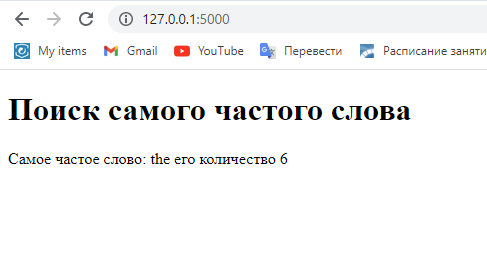 127.0.0.1:5000
My items Gmail YouTube Перевести Расписание заняти
Поиск самого частого слова
Самое частое слово: the его количество 6